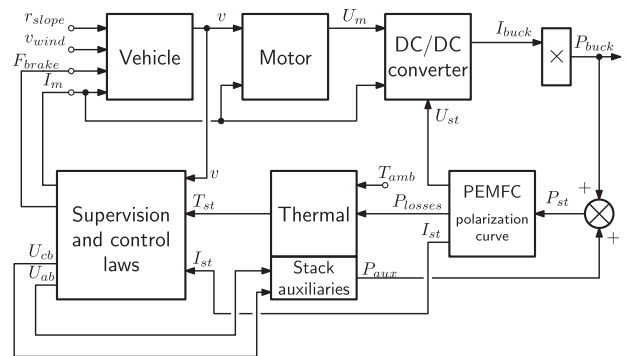 r_slope
v
U_m
I_buck
P_buck
v_wind
Vehicle
Motor
DC/DC
converter
×
F_brake
I_m
U_st
v
T_amb
PEMFC
polarization
curve
P_st
+
+
Supervision
and control
laws
T_st
Thermal
P_losses
I_st
U_cb
U_ab
I_st
Stack
auxiliaries
P_aux